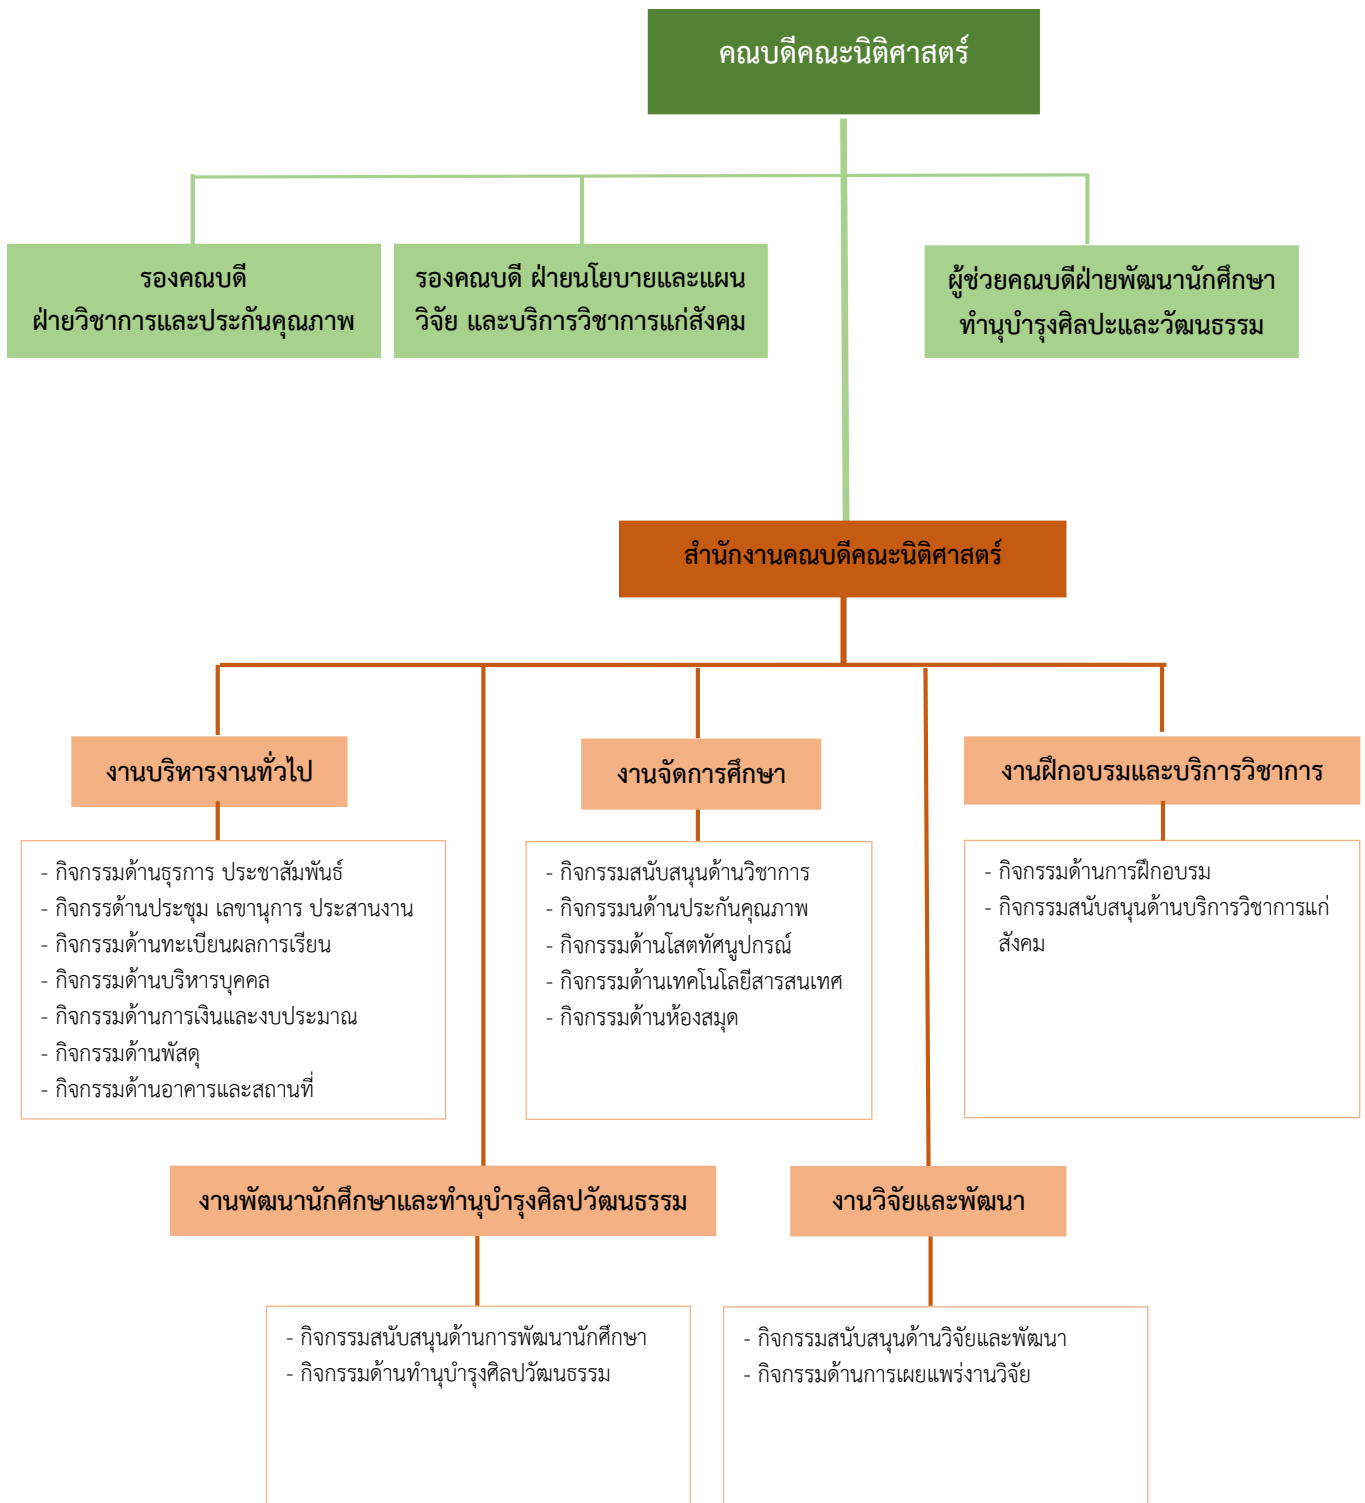 คณบดีคณะนิติศาสตร์
รองคณบดี
ฝ่ายวิชาการและประกันคุณภาพ
รองคณบดี ฝ่ายนโยบายและแผน
วิจัย และบริการวิชาการแก่สังคม
ผู้ช่วยคณบดีฝ่ายพัฒนานักศึกษา
ทำนุบำรุงศิลปะและวัฒนธรรม
สำนักงานคณบดีคณะนิติศาสตร์
งานบริหารงานทั่วไป
- กิจกรรมด้านธุรการ ประชาสัมพันธ์
- กิจกรรด้านประชุม เลขานุการ ประสานงาน
- กิจกรรมด้านทะเบียนผลการเรียน
- กิจกรรมด้านบริหารบุคคล
- กิจกรรมด้านการเงินและงบประมาณ
- กิจกรรมด้านพัสดุ
- กิจกรรมด้านอาคารและสถานที่
งานจัดการศึกษา
- กิจกรรมสนับสนุนด้านวิชาการ
- กิจกรรมนด้านประกันคุณภาพ
- กิจกรรมด้านโสตทัศนูปกรณ์
- กิจกรรมด้านเทคโนโลยีสารสนเทศ
- กิจกรรมด้านห้องสมุด
งานฝึกอบรมและบริการวิชาการ
- กิจกรรมด้านการฝึกอบรม
- กิจกรรมสนับสนุนด้านบริการวิชาการแก่
สังคม
งานพัฒนานักศึกษาและทำนุบำรุงศิลปวัฒนธรรม
- กิจกรรมสนับสนุนด้านการพัฒนานักศึกษา
- กิจกรรมด้านทำนุบำรุงศิลปวัฒนธรรม
งานวิจัยและพัฒนา
- กิจกรรมสนับสนุนด้านวิจัยและพัฒนา
- กิจกรรมด้านการเผยแพร่งานวิจัย